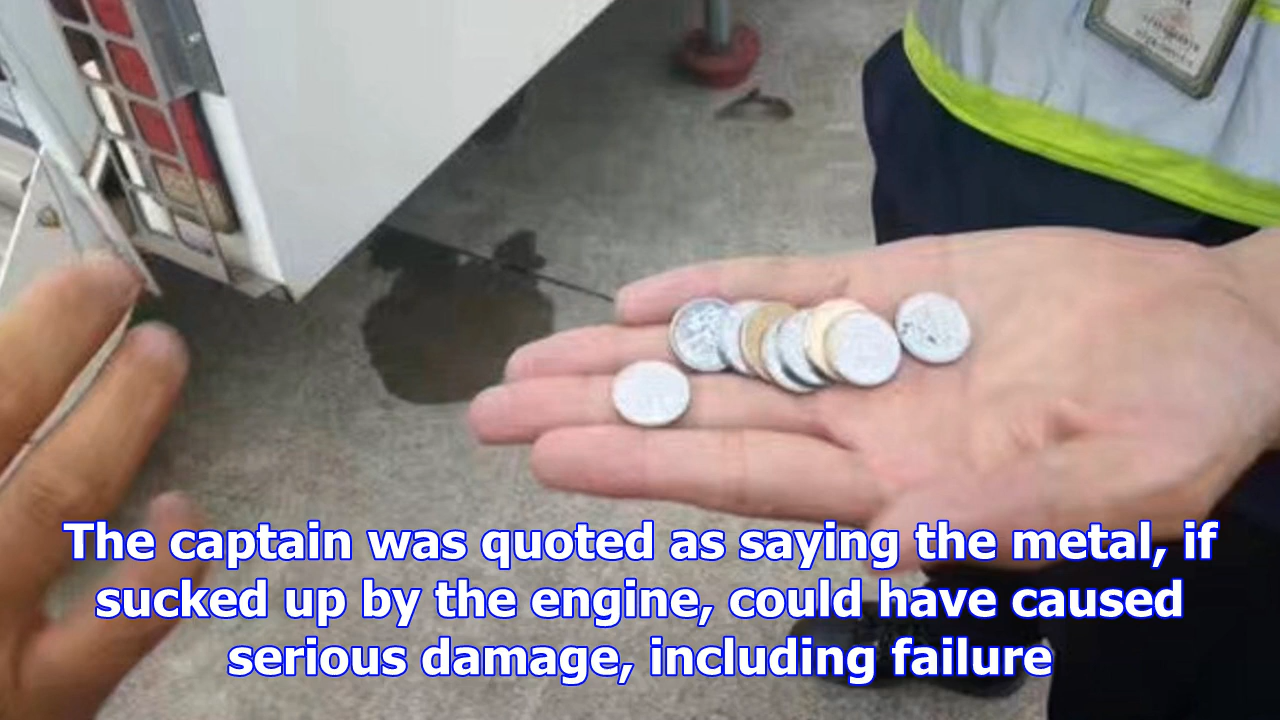 The captain was quoted as saying the metal, if
sucked up by the engine, could have caused
serious damage, including failure